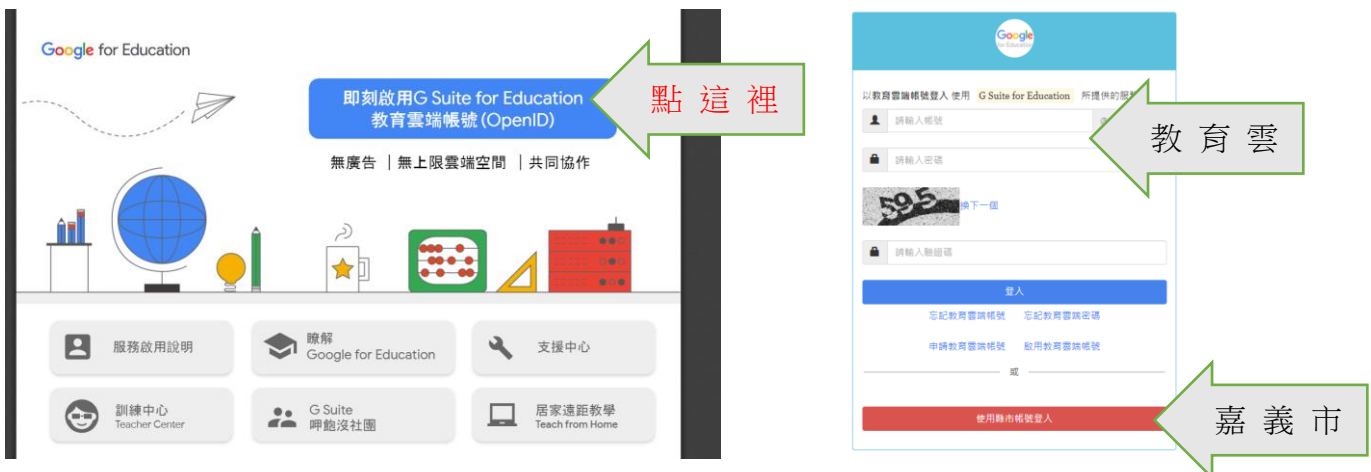 Google for Education
即刻啟用G Suite for Education
教育雲端帳號(OpenID)
點這裡
無廣告 ｜無上限雲端空間 ｜共同協作
服務啟用說明
瞭解
Google for Education
支援中心
訓練中心
Teacher Center
G Suite
呷飽沒社團
居家遠距教學
Teach from Home
Google
for Education
以教育雲端帳號登入 使用 G Suite for Education 所提供的服
請輸入帳號
教育雲
請輸入密碼
595
換下一個
請輸入驗證碼
登入
忘記教育雲端帳號 忘記教育雲端密碼
申請教育雲端帳號 啟用教育雲端帳號
或
使用縣市帳號登入
嘉義市